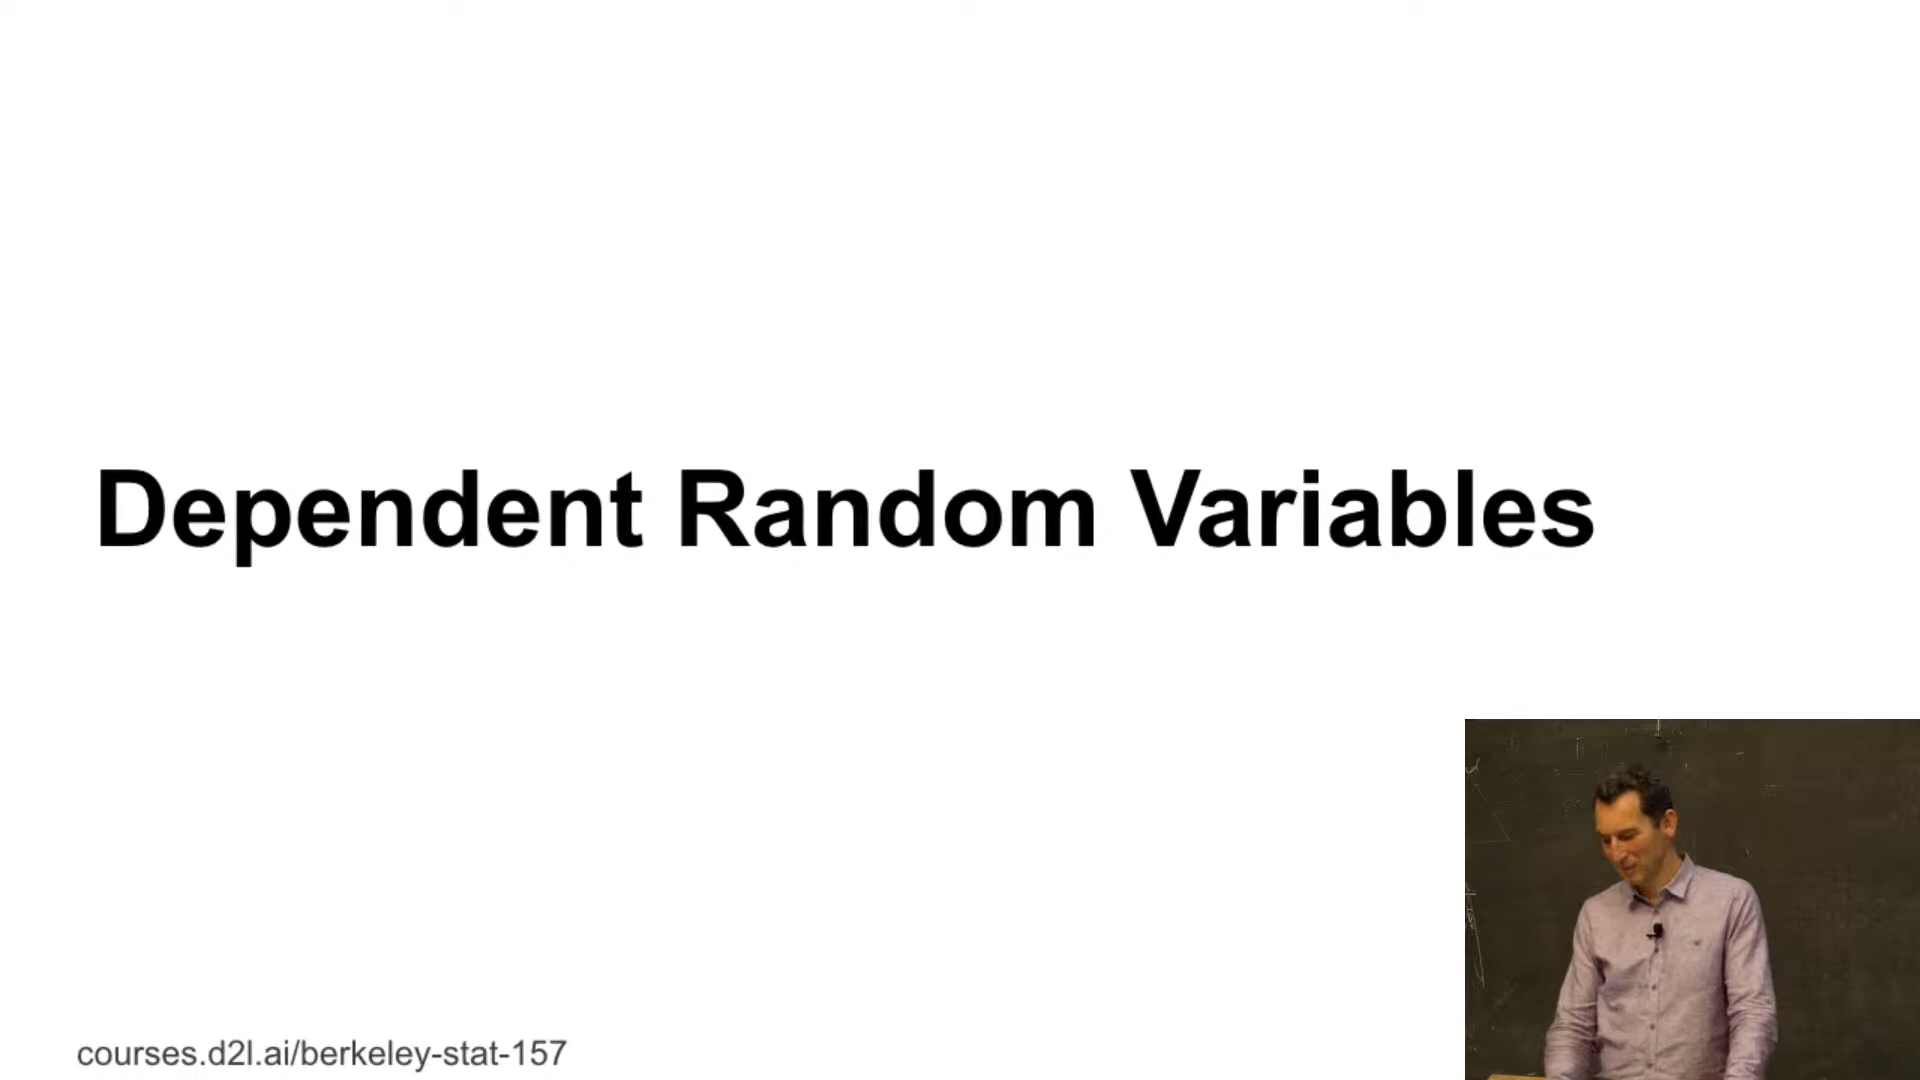 Dependent Random Variables
courses.d2l.ai/berkeley-stat-157